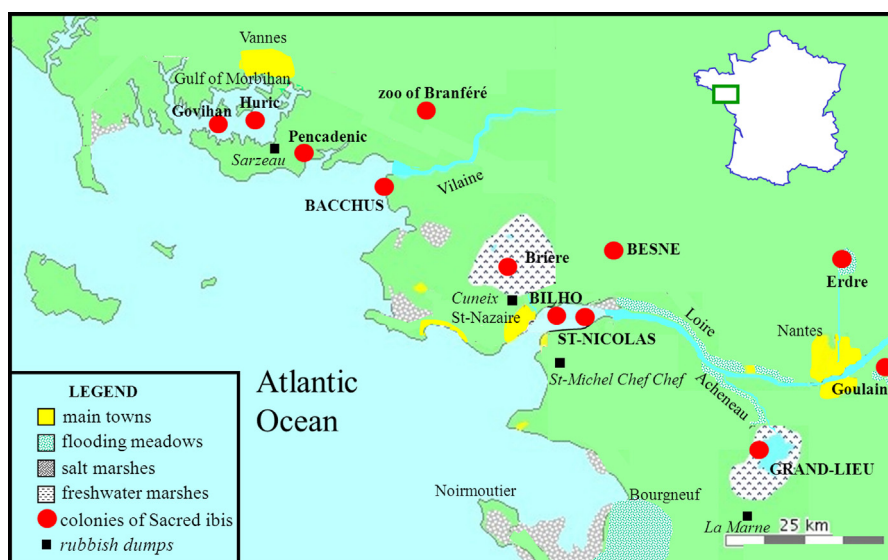 Vannes
Gulf of Morbihan
Govihan
Huric
zoo of Branféré
Pencadenic
Sarzeau
Vilaine
BACCHUS
BESNE
Brière
Erdre
Cuneix
BILHO
St-Nazaire
Loire
ST-NICOLAS
Nantes
St-Michel Chef Chef
Acheneau
Goulaine
LEGEND
main towns
flooding meadows
salt marshes
freshwater marshes
colonies of Sacred ibis
rubbish dumps
Atlantic
Ocean
GRAND-LIEU
Noirmoutier
Bourgneuf
La Marne
25 km